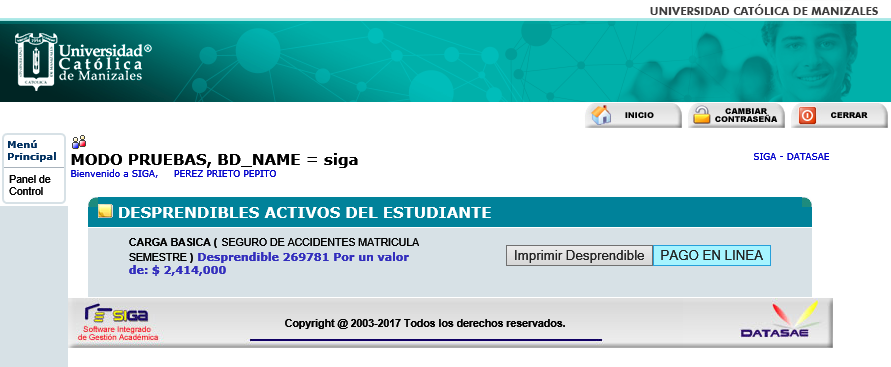 UNIVERSIDAD CATÓLICA DE MANIZALES
Universidad®
Católica
de Manizales
INICIO
CAMBIAR
CONTRASEÑA
CERRAR
Menú
Principal
Panel de
Control
MODO PRUEBAS, BD_NAME = siga
Bienvenido a SIGA, PEREZ PRIETO PEPITO
SIGA - DATASAE
DESPRENDIBLES ACTIVOS DEL ESTUDIANTE
CARGA BASICA ( SEGURO DE ACCIDENTES MATRICULA
SEMESTRE ) Desprendible 269781 Por un valor
de: $ 2,414,000
Imprimir Desprendible
PAGO EN LINEA
SIGA
Software Integrado
de Gestión Académica
Copyright @ 2003-2017 Todos los derechos reservados.
DATASAE